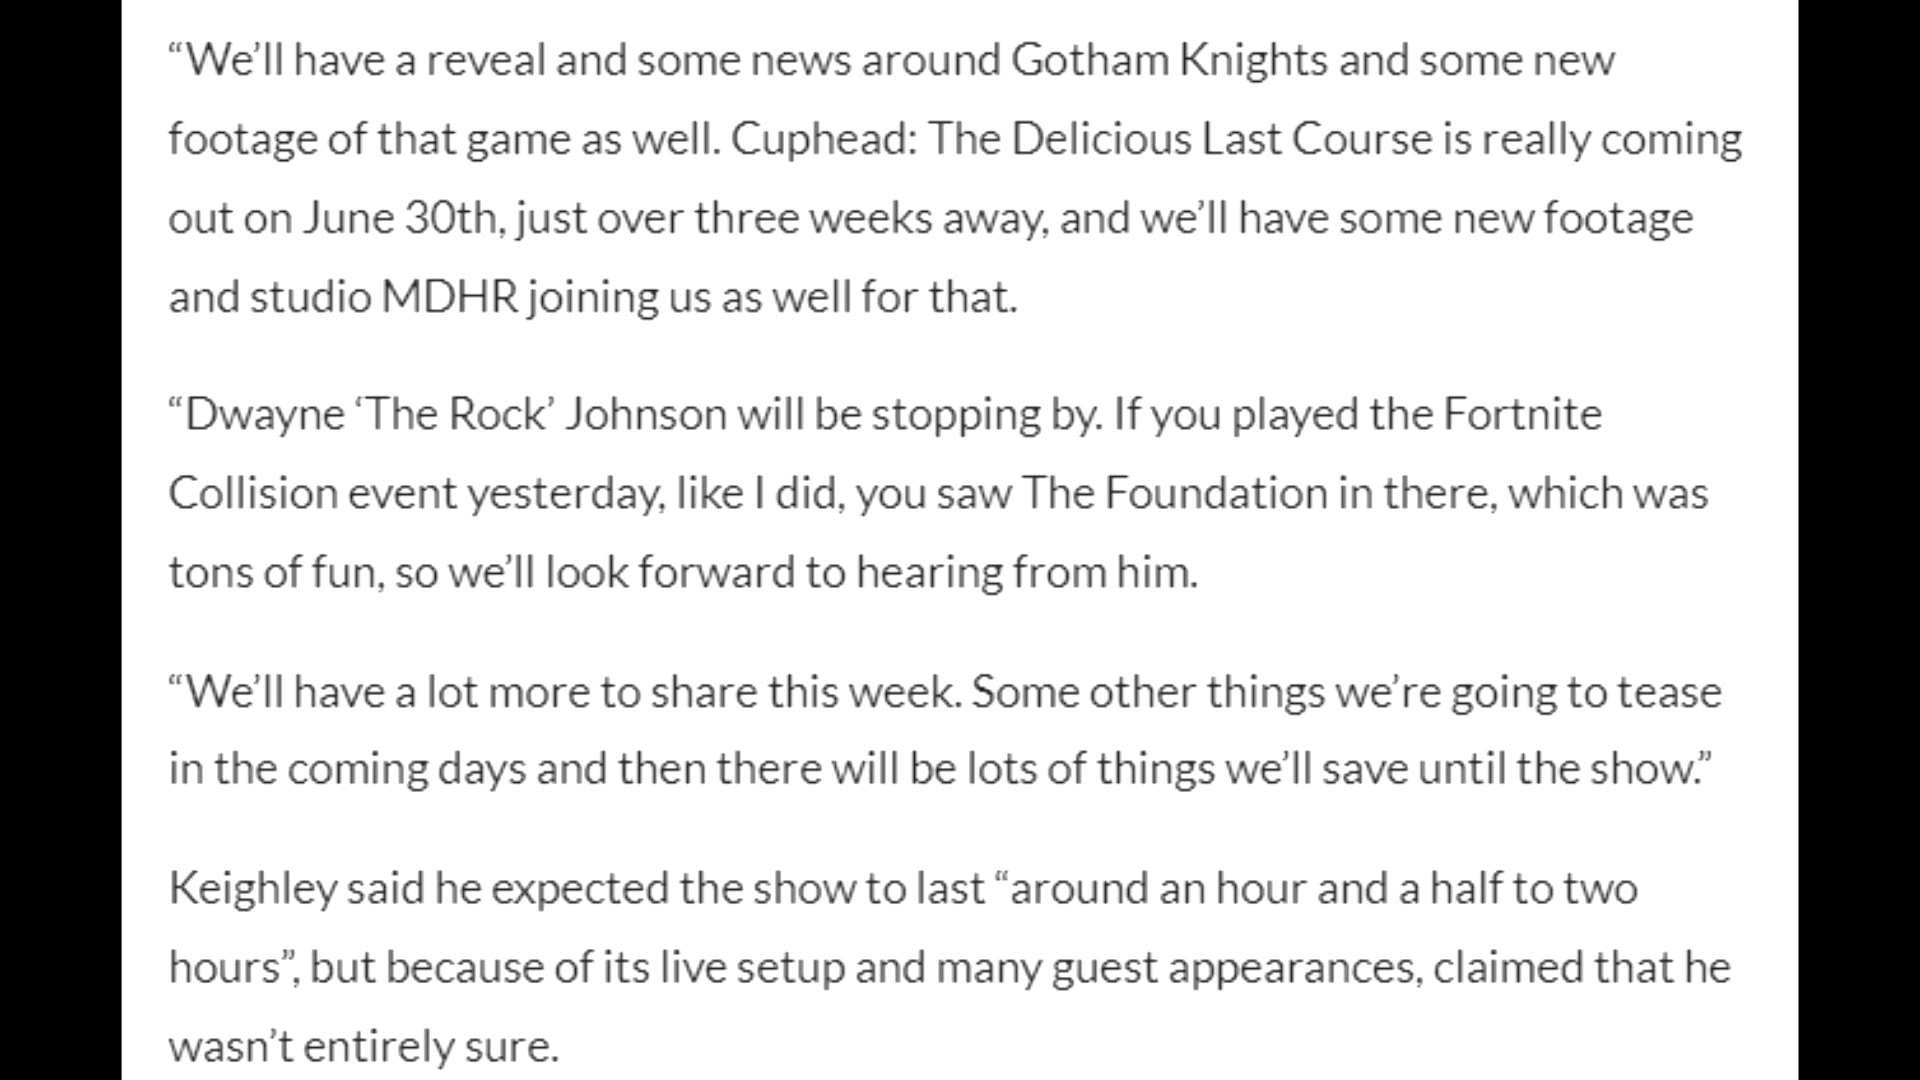 “We’ll have a reveal and some news around Gotham Knights and some new
footage of that game as well. Cuphead: The Delicious Last Course is really coming
out on June 30th, just over three weeks away, and we’ll have some new footage
and studio MDHR joining us as well for that.
“Dwayne ‘The Rock’ Johnson will be stopping by. If you played the Fortnite
Collision event yesterday, like I did, you saw The Foundation in there, which was
tons of fun, so we’ll look forward to hearing from him.
“We’ll have a lot more to share this week. Some other things we’re going to tease
in the coming days and then there will be lots of things we’ll save until the show.”
Keighley said he expected the show to last “around an hour and a half to two
hours”, but because of its live setup and many guest appearances, claimed that he
wasn’t entirely sure.